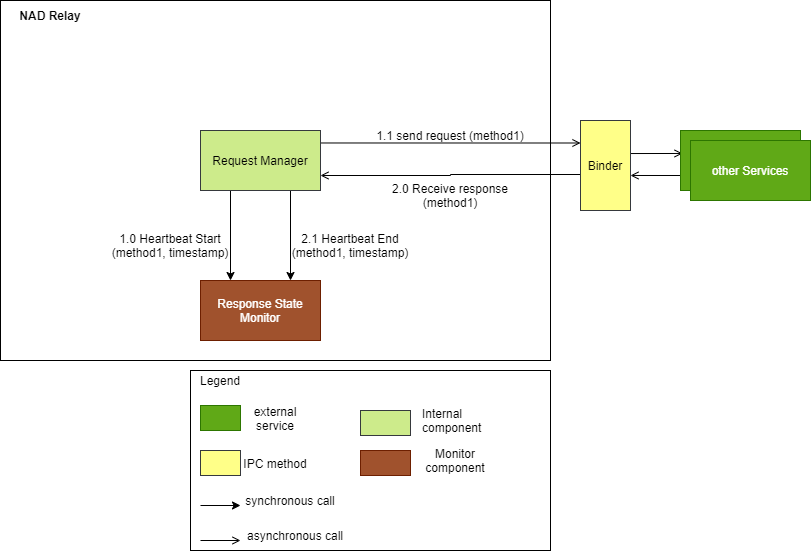 NAD Relay
1.1 send request (method1)
Request Manager
Binder
other Services
2.0 Receive response
(method1)
1.0 Heartbeat Start
(method1, timestamp)
2.1 Heartbeat End
(method1, timestamp)
Response State
Monitor
Legend
external
service
Internal
component
IPC method
Monitor
component
synchronous call
asynchronous call